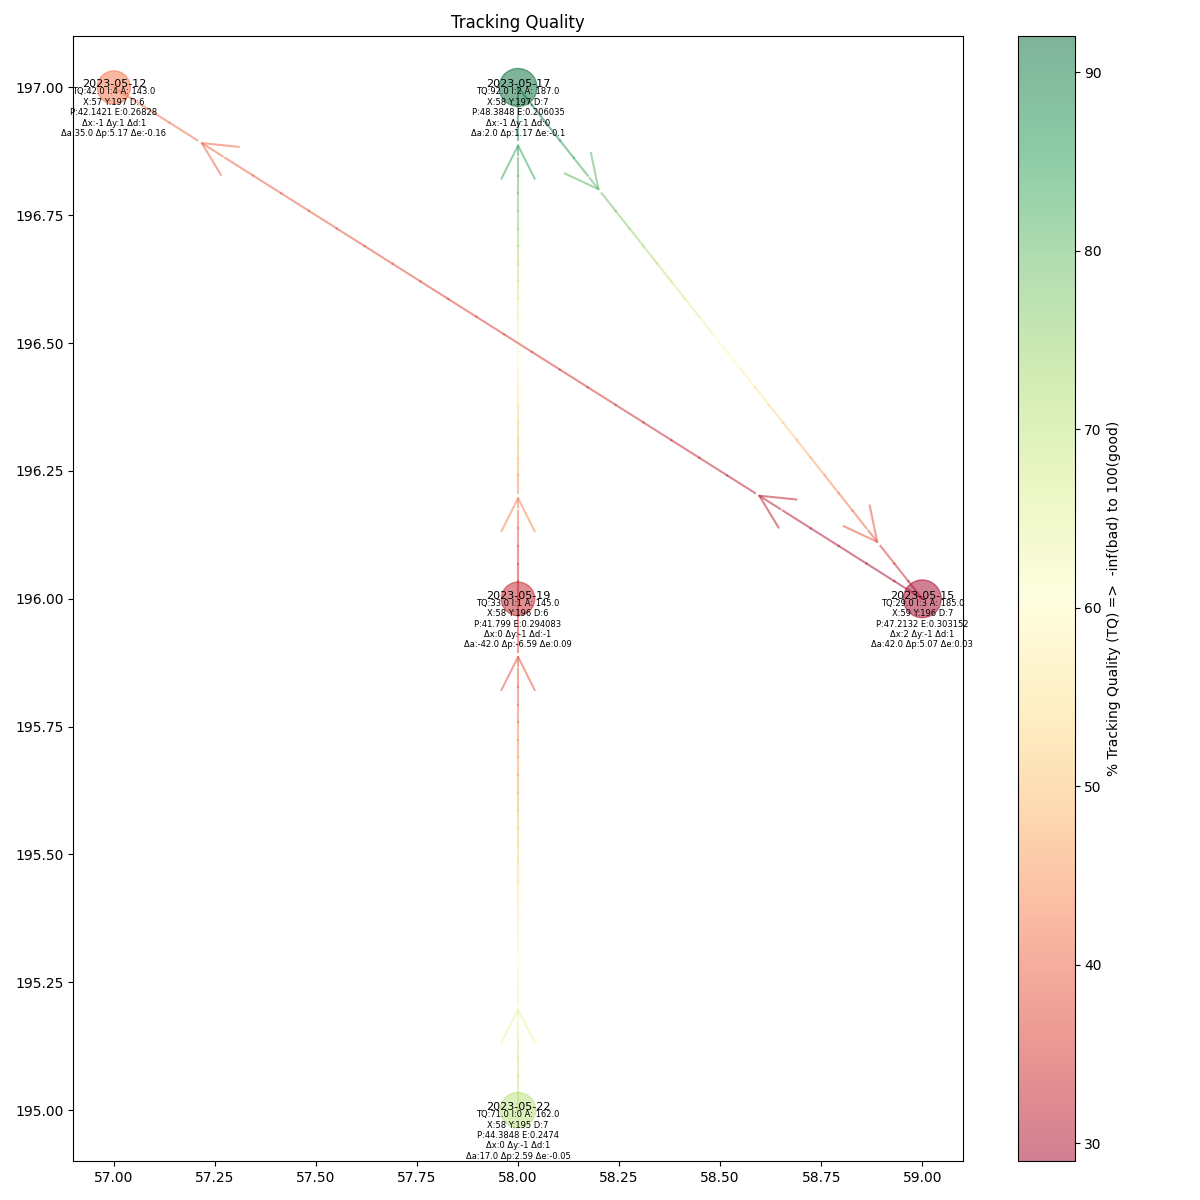 Tracking Quality
197.00
196.75
196.50
196.25
196.00
195.75
195.50
195.25
195.00
2023-05-12
TQ:42.0 I:4 A: 143.0
X:57 Y:197 D:6
P:42.1421 E:0.26828
Δx:-1 Δy:1 Δd:1
Δa:35.0 Δp:5.17 Δe:-0.16
2023-05-17
TQ:92.0 I:2 A: 187.0
X:58 Y:197 D:7
P:48.3848 E:0.206035
Δx:-1 Δy:1 Δd:0
Δa:2.0 Δp:1.17 Δe:-0.1
2023-05-19
TQ:33.0 I:1 A: 145.0
X:58 Y:196 D:6
P:41.799 E:0.294083
Δx:0 Δy:-1 Δd:-1
Δa:-42.0 Δp:-6.59 Δe:0.09
2023-05-15
TQ:29.0 I:3 A: 185.0
X:59 Y:196 D:7
P:47.2132 E:0.303152
Δx:2 Δy:-1 Δd:1
Δa:42.0 Δp:5.07 Δe:0.03
2023-05-22
TQ:71.0 I:0 A: 162.0
X:58 Y:195 D:7
P:44.3848 E:0.2474
Δx:0 Δy:-1 Δd:1
Δa:17.0 Δp:2.59 Δe:-0.05
57.00
57.25
57.50
57.75
58.00
58.25
58.50
58.75
59.00
90
80
70
60
50
40
30
% Tracking Quality (TQ) =>  -inf(bad) to 100(good)